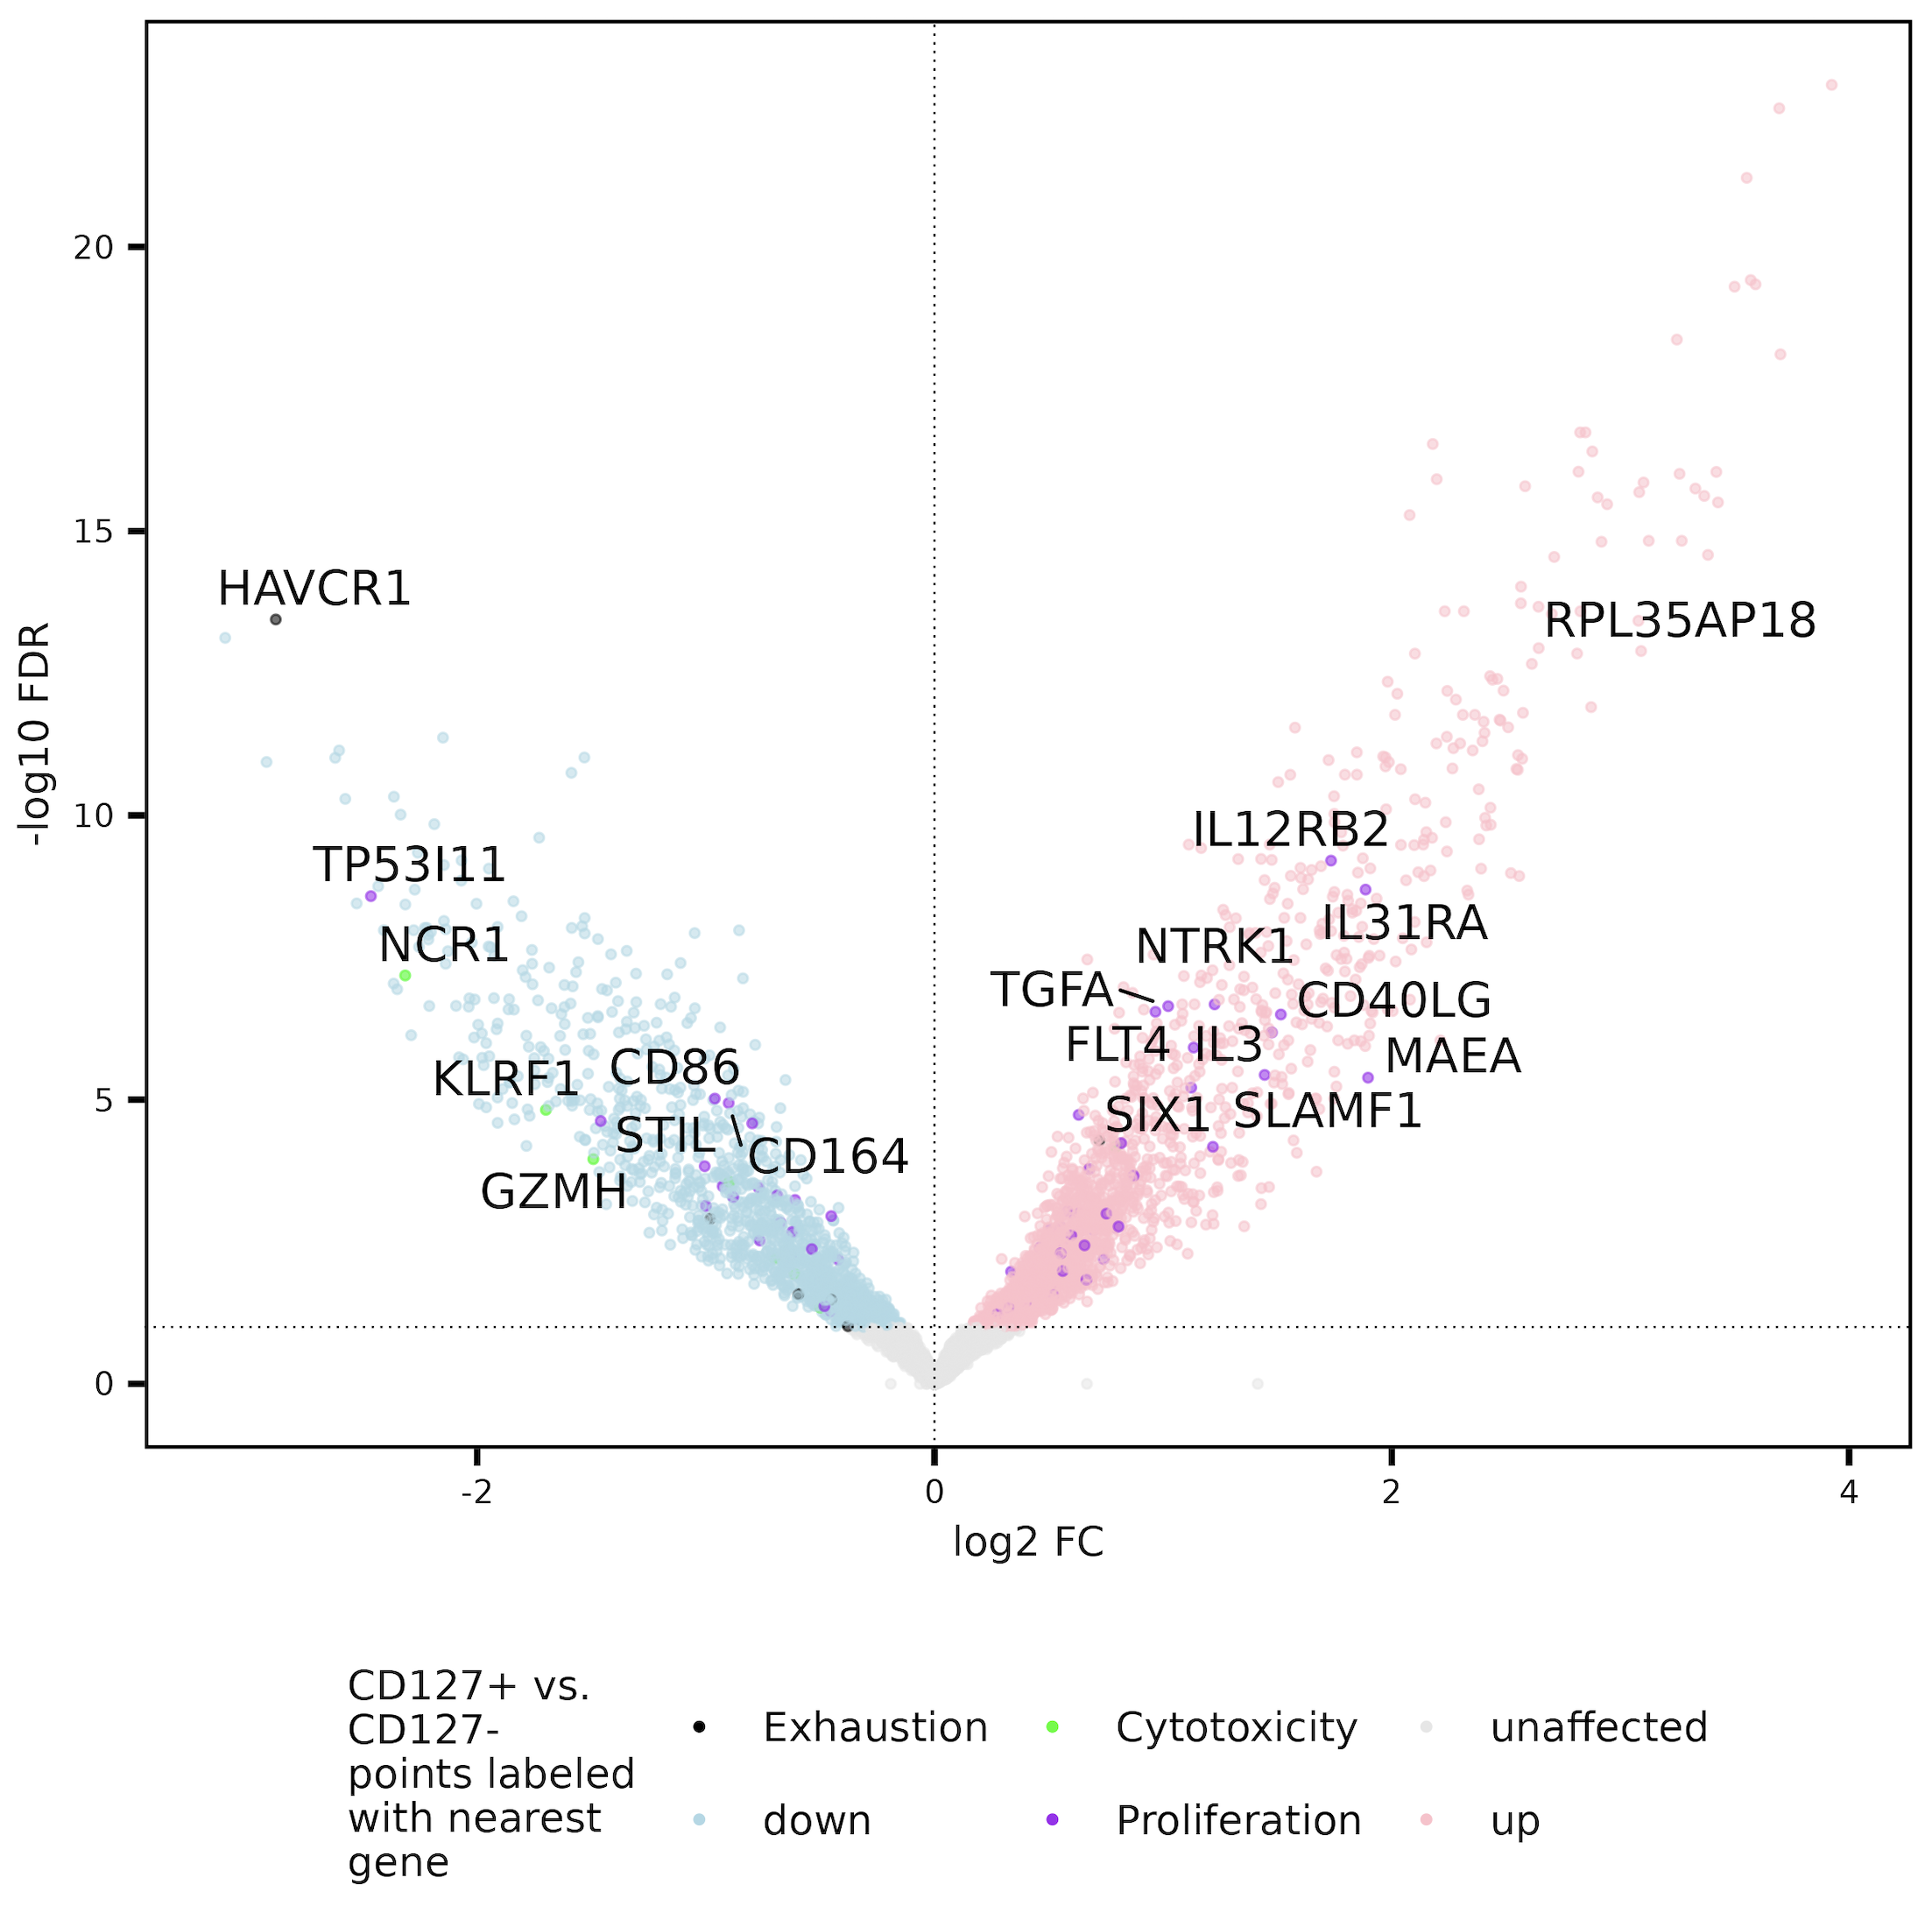 20
15
10
5
0
-log10 FDR
HAVCR1
RPL35AP18
TP53I11
IL12RB2
NCR1
NTRK1
IL31RA
TGFA
CD40LG
FLT4
IL3
MAEA
KLRF1
CD86
STIL
CD164
SIX1
SLAMF1
GZMH
-2
0
2
4
log2 FC
CD127+ vs.
CD127-
points labeled
with nearest
gene
Exhaustion
Cytotoxicity
unaffected
down
Proliferation
up